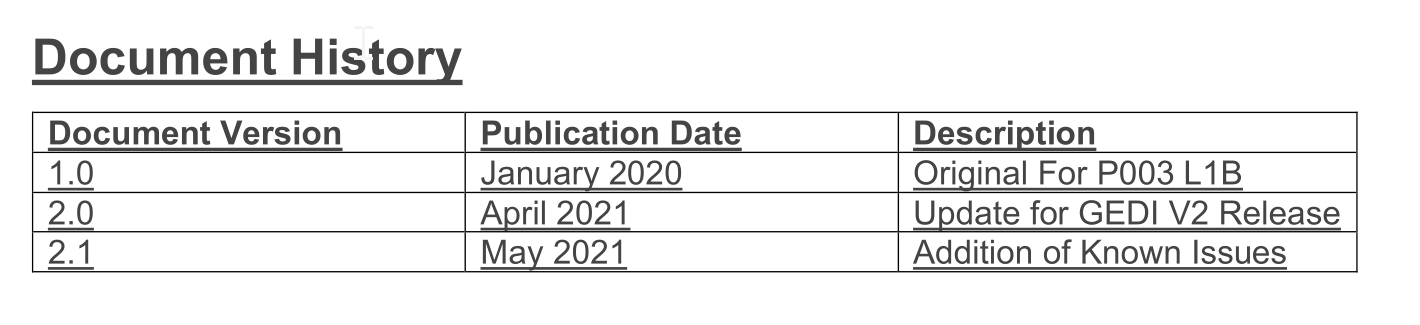 Document History
Document Version Publication Date Description
1.0 January 2020 Original For P003 L1B
2.0 April 2021 Update for GEDI V2 Release
2.1 May 2021 Addition of Known Issues